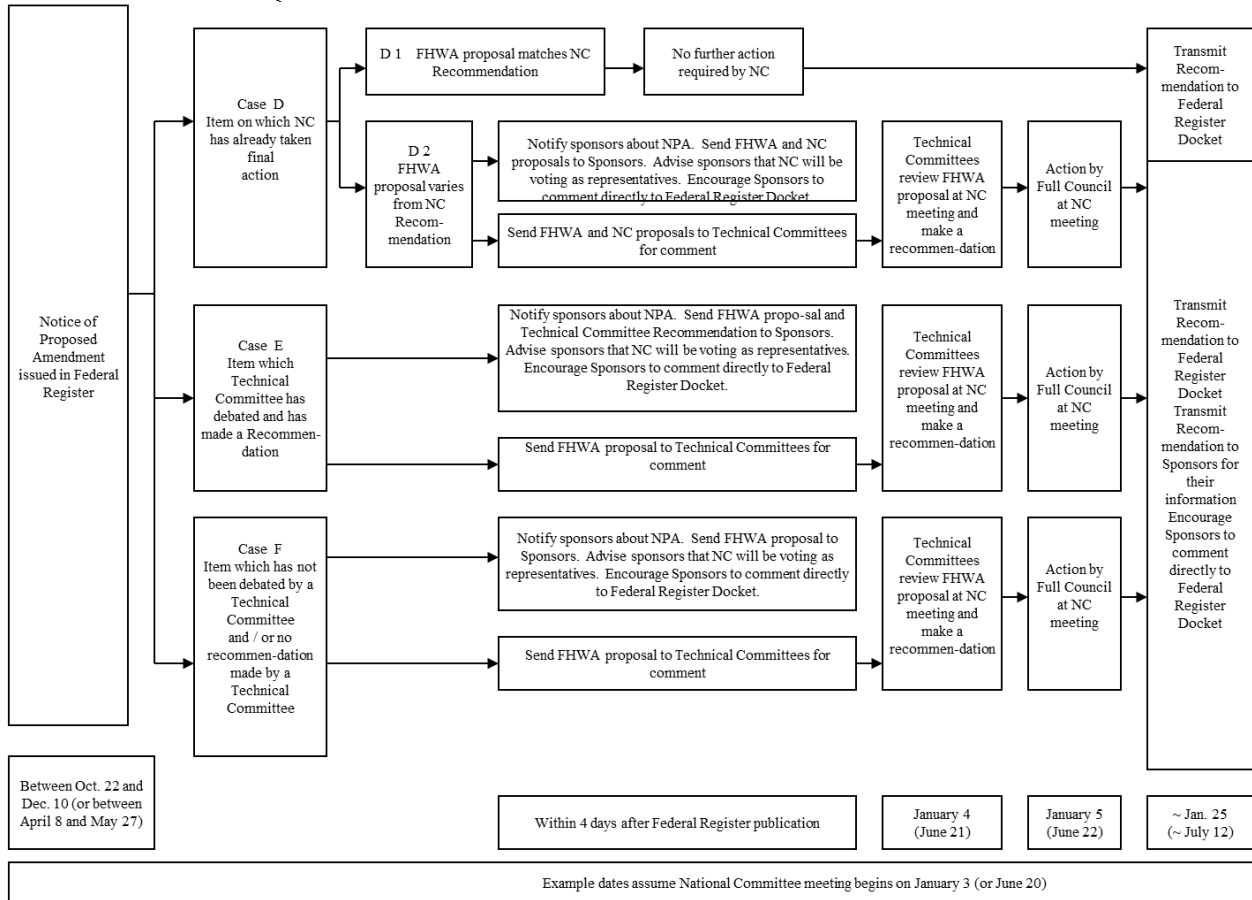 Notice of
Proposed
Amendment
issued in Federal
Register
Case D
Item on which NC
has already taken
final
action
D 1 FHWA proposal matches NC
Recommendation
No further action
required by NC
Transmit
Recom-
mendation to
Federal
Register
Docket
D 2
FHWA
proposal varies
from NC
Recom-
mendation
Notify sponsors about NPA. Send FHWA and NC
proposals to Sponsors. Advise sponsors that NC will be
voting as representatives. Encourage Sponsors to
comment directly to Federal Register Docket
Send FHWA and NC proposals to Technical Committees
for comment
Technical
Committees
review FHWA
proposal at NC
meeting and
make a
recommen-dation
Action by
Full Council
at NC
meeting
Case E
Item which
Technical
Committee has
debated and has
made a Recommen-
dation
Notify sponsors about NPA. Send FHWA propo-sal and
Technical Committee Recommendation to Sponsors.
Advise sponsors that NC will be voting as representatives.
Encourage Sponsors to comment directly to Federal
Register Docket.
Send FHWA proposal to Technical Committees for
comment
Technical
Committees
review FHWA
proposal at NC
meeting and
make a
recommen-dation
Action by
Full Council
at NC
meeting
Transmit
Recom-
mendation to
Federal
Register
Docket
Transmit
Recom-
mendation to
Sponsors for
their
information
Encourage
Sponsors to
comment
directly to
Federal
Register
Docket
Case F
Item which has not
been debated by a
Technical
Committee
and / or no
recommen-dation
made by a
Technical
Committee
Notify sponsors about NPA. Send FHWA proposal to
Sponsors. Advise sponsors that NC will be voting as
representatives. Encourage Sponsors to comment directly
to Federal Register Docket.
Send FHWA proposal to Technical Committees for
comment
Technical
Committees
review FHWA
proposal at NC
meeting and
make a
recommen-dation
Action by
Full Council
at NC
meeting
Between Oct. 22 and
Dec. 10 (or between
April 8 and May 27)
Within 4 days after Federal Register publication
January 4
(June 21)
January 5
(June 22)
~ Jan. 25
(~ July 12)
Example dates assume National Committee meeting begins on January 3 (or June 20)